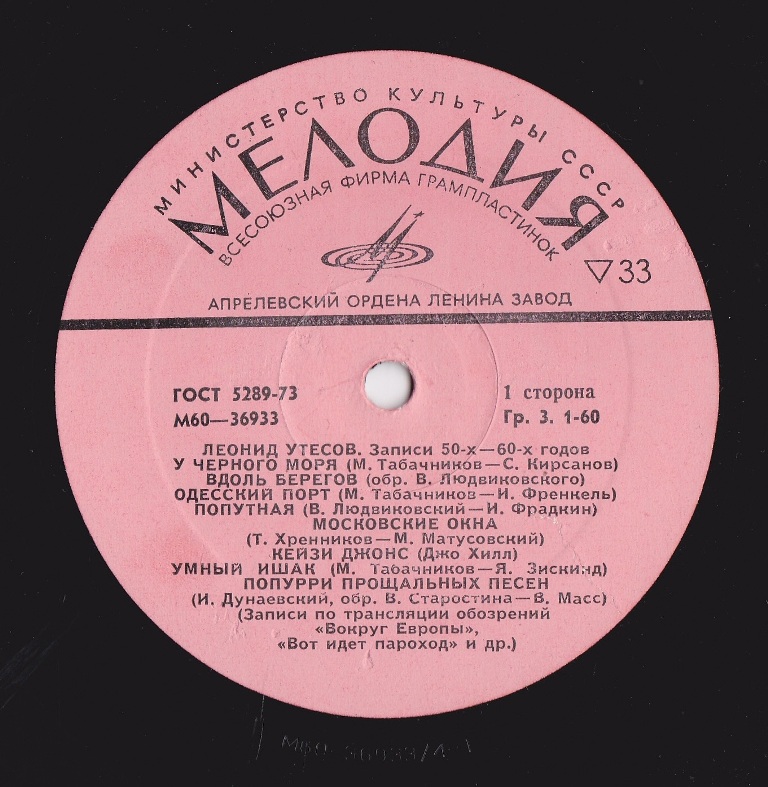 МИНИСТЕРСТВО КУЛЬТУРЫ СССР
МЕЛОДИЯ
ВСЕСОЮЗНАЯ ФИРМА ГРАМПЛАСТИНОК
▽33
АПРЕЛЕВСКИЙ ОРДЕНА ЛЕНИНА ЗАВОД
ГОСТ 5289-73 1 сторона
М60—36933 Гр. 3. 1-60
ЛЕОНИД УТЕСОВ. Записи 50-х—60-х годов
У ЧЕРНОГО МОРЯ (М. Табачников—С. Кирсанов)
ВДОЛЬ БЕРЕГОВ (обр. В. Людвиковского)
ОДЕССКИЙ ПОРТ (М. Табачников—И. Френкель)
ПОПУТНАЯ (В. Людвиковский—И. Фрадкин)
МОСКОВСКИЕ ОКНА
(Т. Хренников—М. Матусовский)
КЕЙЗИ ДЖОНС (Джо Хилл)
УМНЫЙ ИШАК (М. Табачников—Я. Зискинд)
ПОПУРРИ ПРОЩАЛЬНЫХ ПЕСЕН
(И. Дунаевский, обр. В. Старостина—В. Масс)
(Записи по трансляции обозрений
«Вокруг Европы»,
«Вот идет пароход» и др.)